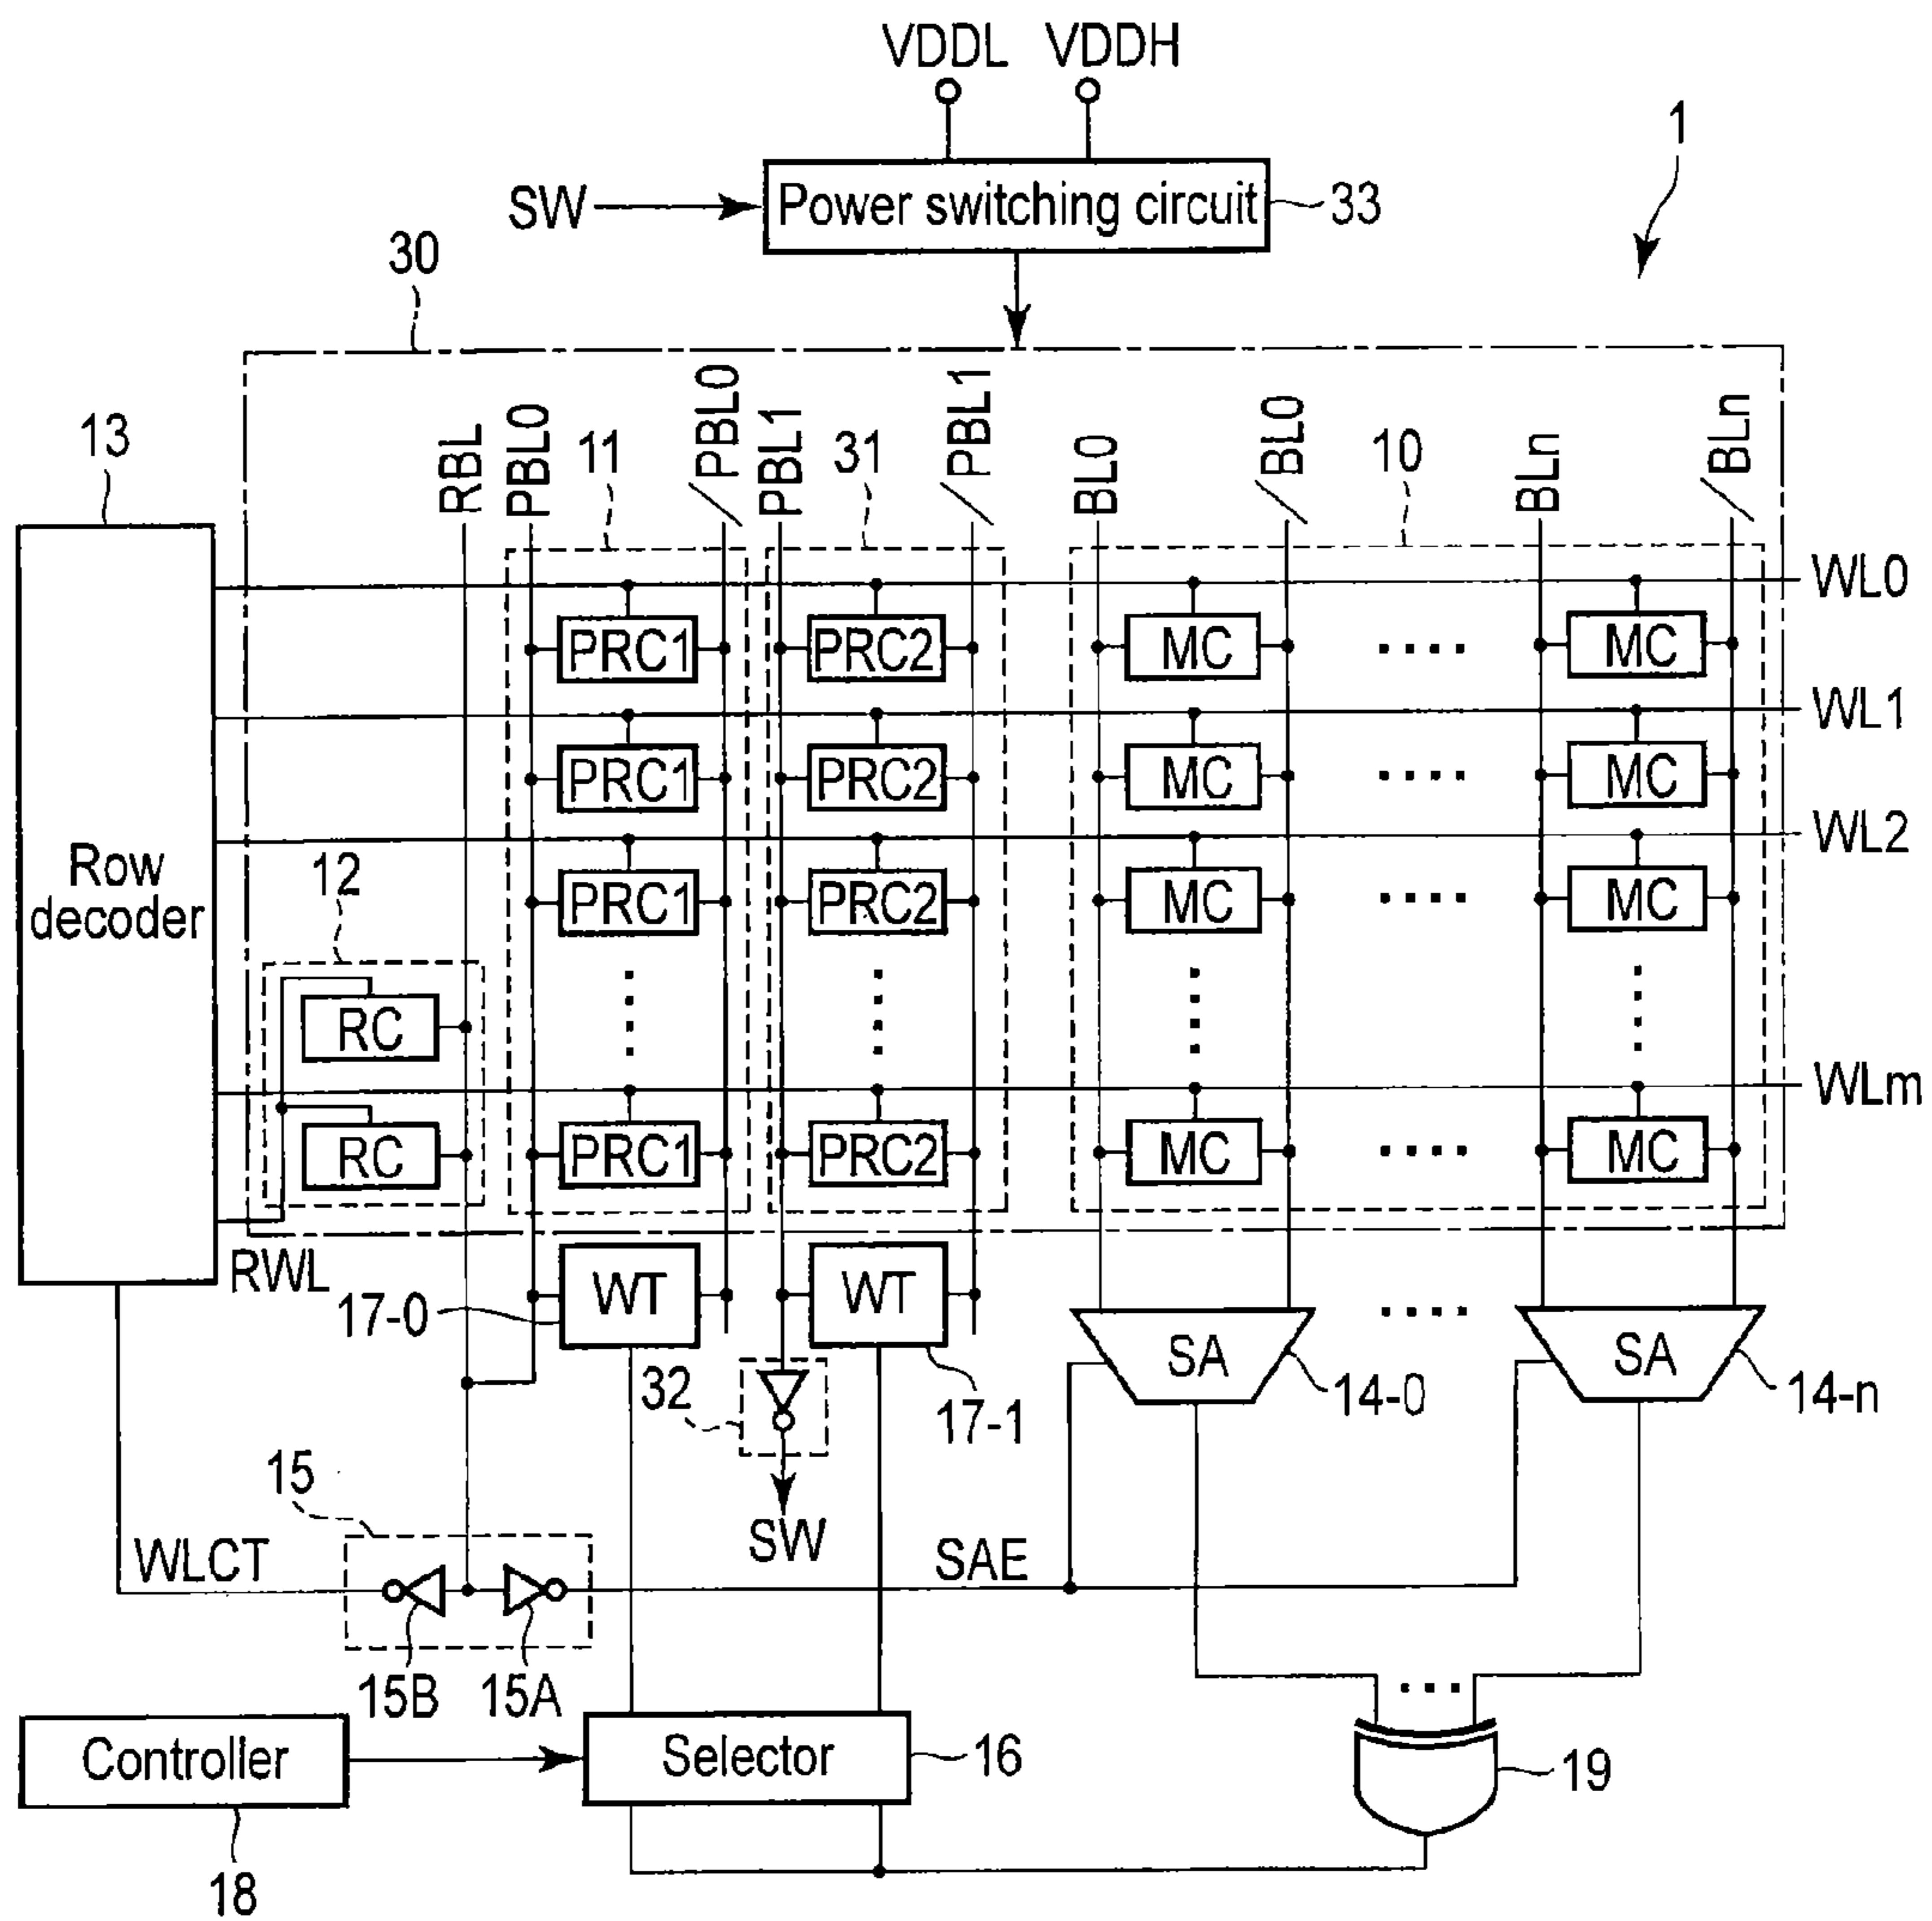 VDDL VDDH
1
SW Power switching circuit 33
30
13 RBL PBL0 11 /PBL0 PBL1 31 /PBL1 BL0 /BL0 10 BLn /BLn
WL0
PRC1 PRC2 MC .... MC
WL1
PRC1 PRC2 MC .... MC
WL2
Row decoder
12 PRC1 PRC2 MC .... MC
RC
WLm
RC PRC1 PRC2 MC .... MC
RWL
17-0 WT WT ....
32 17-1 SA 14-0 SA 14-n
15
WLCT SW SAE
15B 15A ...
Controller Selector 16 19
18